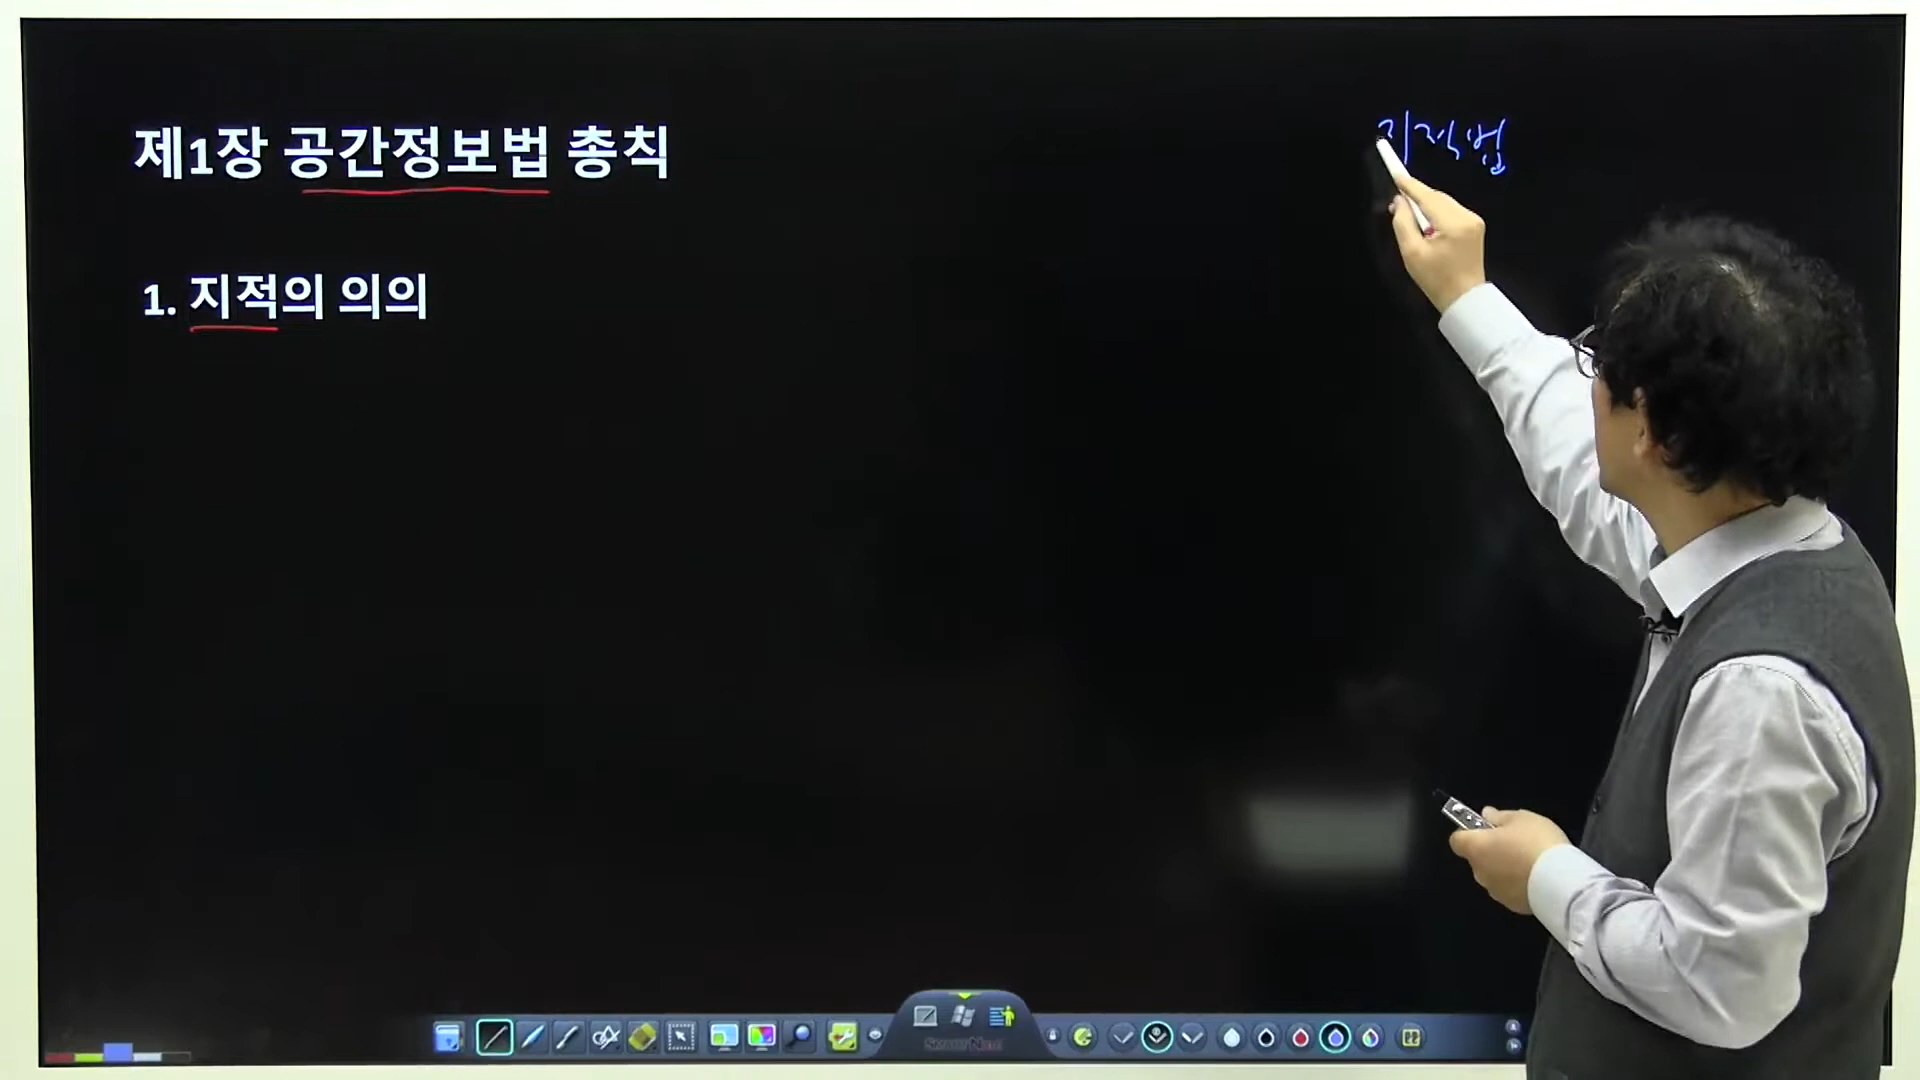 제1장 공간정보법 총칙
지적법
1. 지적의 의의